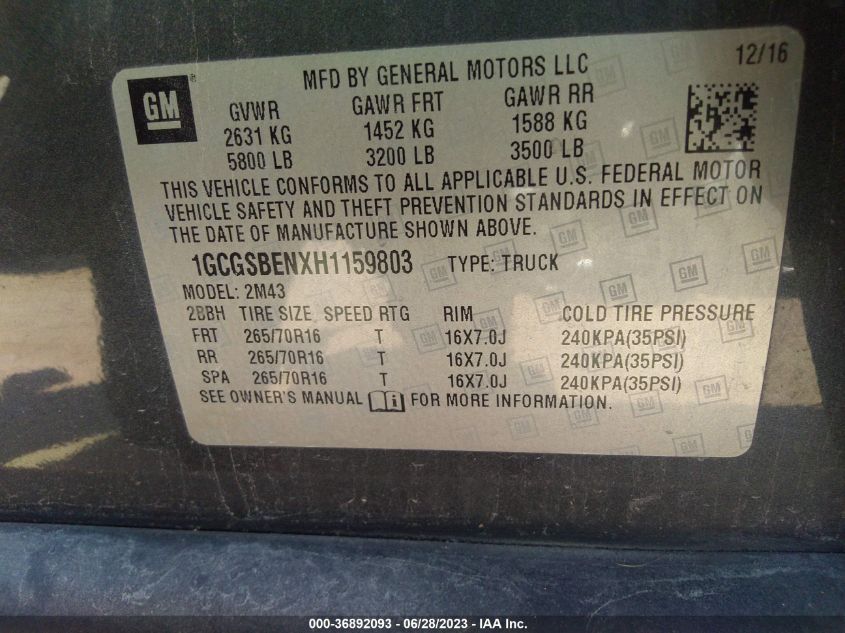 12/16
MFD BY GENERAL MOTORS LLC
GM
GVWR GAWR FRT GAWR RR
2631 KG 1452 KG 1588 KG
5800 LB 3200 LB 3500 LB
THIS VEHICLE CONFORMS TO ALL APPLICABLE U.S. FEDERAL MOTOR
VEHICLE SAFETY AND THEFT PREVENTION STANDARDS IN EFFECT ON
THE DATE OF MANUFACTURE SHOWN ABOVE.
1GCGSBENXH1159803 TYPE: TRUCK
MODEL: 2M43
2BBH TIRE SIZE SPEED RTG RIM COLD TIRE PRESSURE
FRT 265/70R16 T 16X7.0J 240KPA(35PSI)
RR 265/70R16 T 16X7.0J 240KPA(35PSI)
SPA 265/70R16 T 16X7.0J 240KPA(35PSI)
SEE OWNER'S MANUAL FOR MORE INFORMATION.
000-36892093 - 06/28/2023 - IAA Inc.